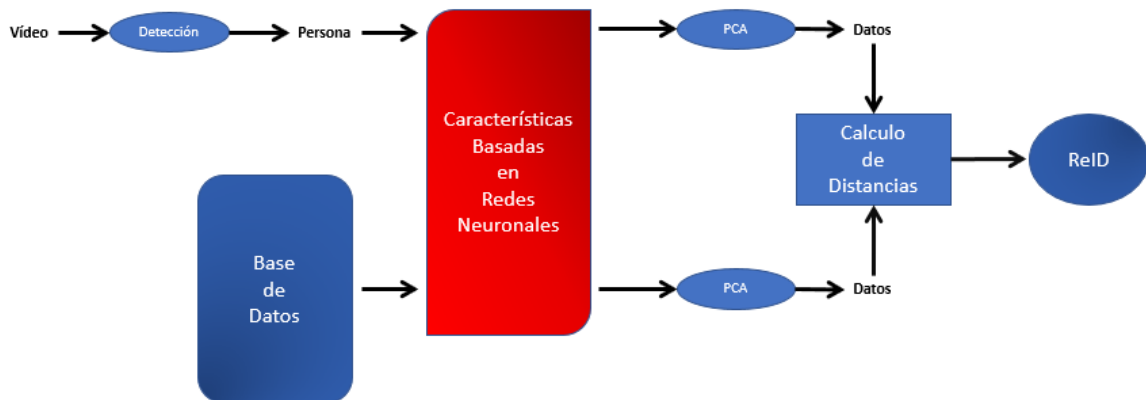 Vídeo
Detección
Persona
Características
Basadas
en
Redes
Neuronales
PCA
Datos
Calculo
de
Distancias
ReID
Base
de
Datos
PCA
Datos